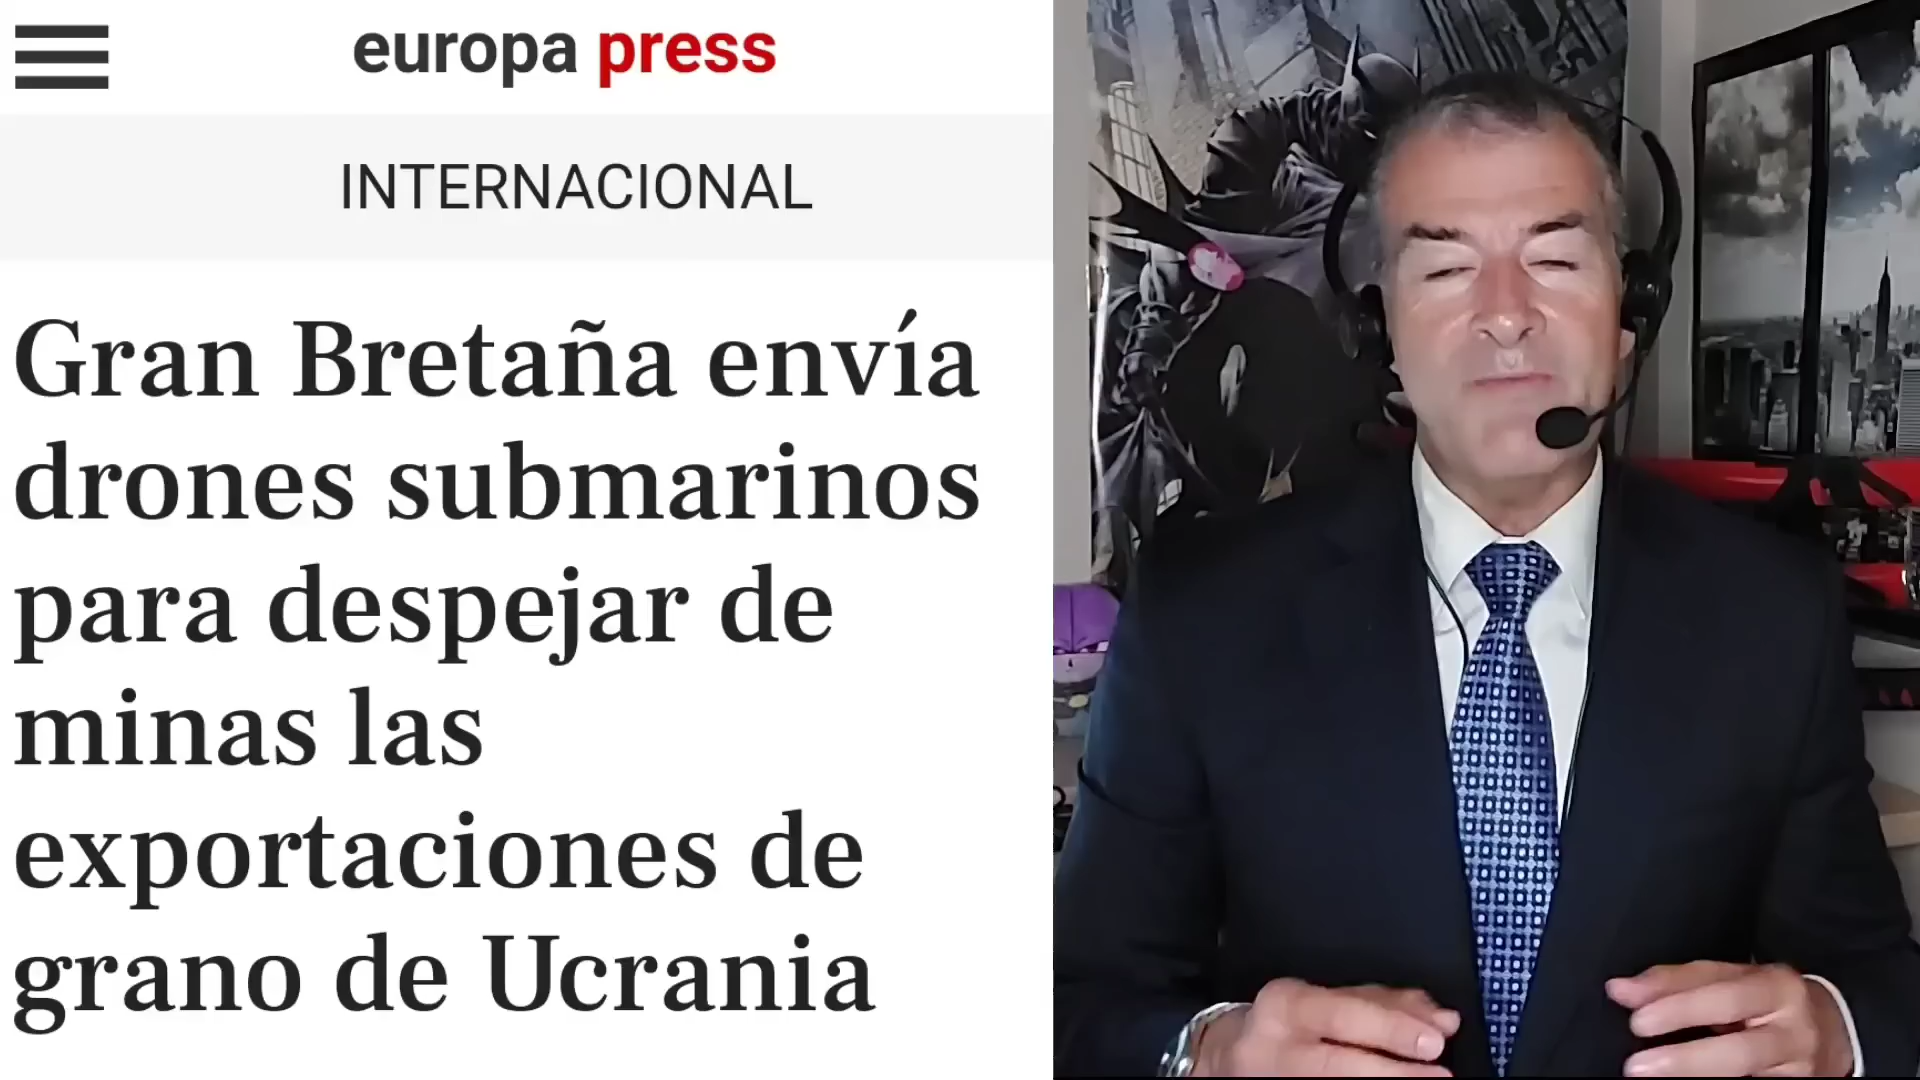 europa press
INTERNACIONAL
Gran Bretaña envía
drones submarinos
para despejar de
minas las
exportaciones de
grano de Ucrania